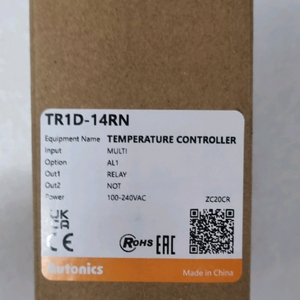 TR1D-14RN
Equipment Name TEMPERATURE CONTROLLER
Input MULTI
Option AL1
Out1 RELAY
Out2 NOT
Power 100-240VAC ZC20CR
UK CA
CE RoHS EAC
Autonics Made in China